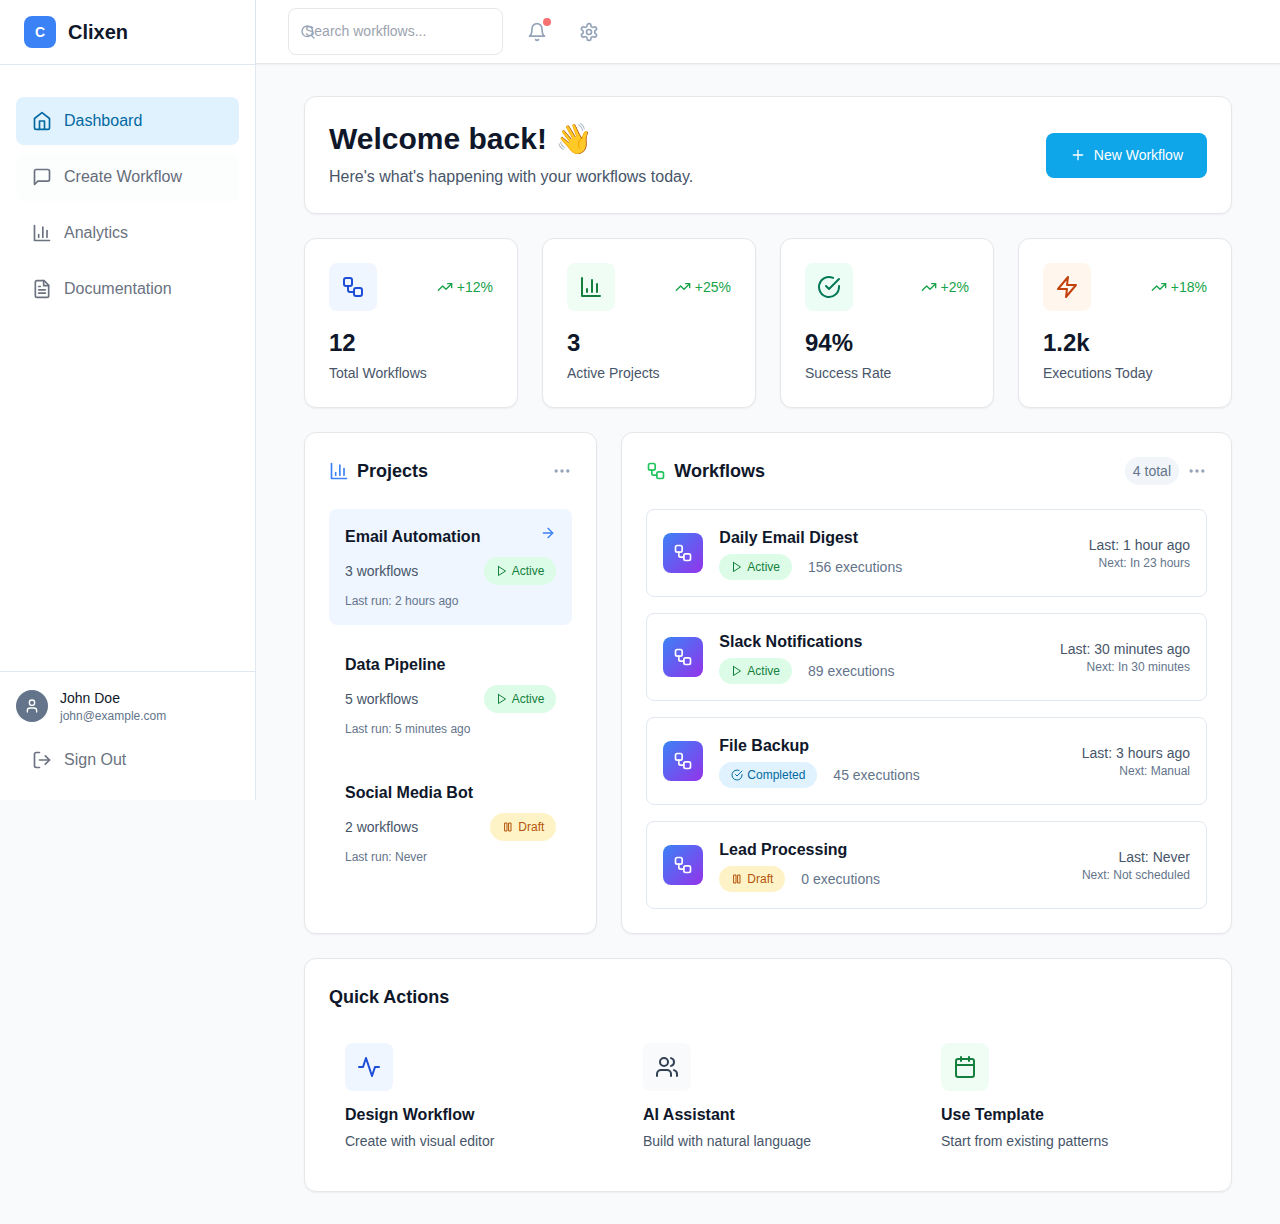 C Clixen
Search workflows...
Dashboard
Create Workflow
Analytics
Documentation
John Doe
john@example.com
Sign Out
Welcome back! 👋
Here's what's happening with your workflows today.
New Workflow
+12%
12
Total Workflows
+25%
3
Active Projects
+2%
94%
Success Rate
+18%
1.2k
Executions Today
Projects
Email Automation
3 workflows Active
Last run: 2 hours ago
Data Pipeline
5 workflows Active
Last run: 5 minutes ago
Social Media Bot
2 workflows Draft
Last run: Never
Workflows 4 total
Daily Email Digest
Active 156 executions
Last: 1 hour ago
Next: In 23 hours
Slack Notifications
Active 89 executions
Last: 30 minutes ago
Next: In 30 minutes
File Backup
Completed 45 executions
Last: 3 hours ago
Next: Manual
Lead Processing
Draft 0 executions
Last: Never
Next: Not scheduled
Quick Actions
Design Workflow
Create with visual editor
AI Assistant
Build with natural language
Use Template
Start from existing patterns